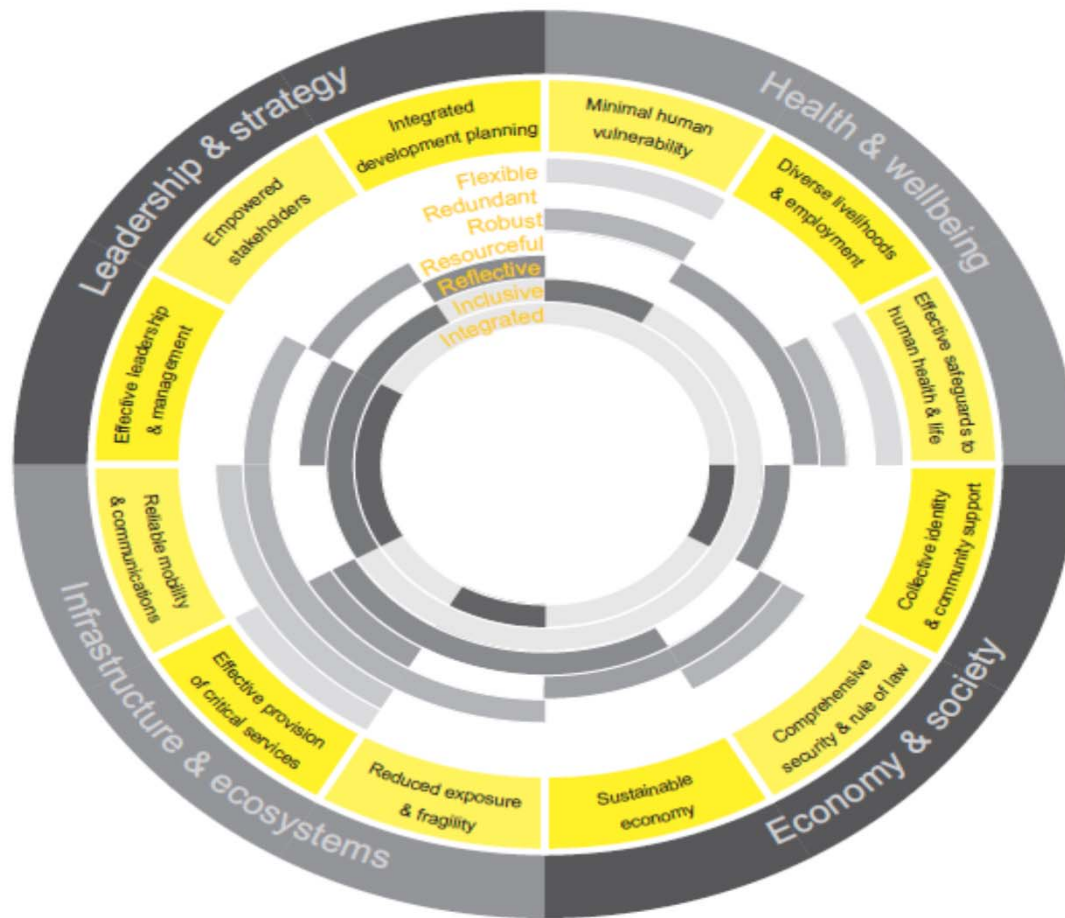 Leadership & strategy
Health & wellbeing
Integrated
development planning
Minimal human
vulnerability
Empowered
stakeholders
Diverse livelihoods
& employment
Effective leadership
& management
Effective safeguards to
human health & life
Flexible
Redundant
Robust
Resourceful
Reflective
Inclusive
Integrated
Reliable mobility
& communications
Collective identity
& community support
Effective provision
of critical services
Comprehensive
security & rule of law
Reduced exposure
& fragility
Sustainable
economy
Infrastructure & ecosystems
Economy & society